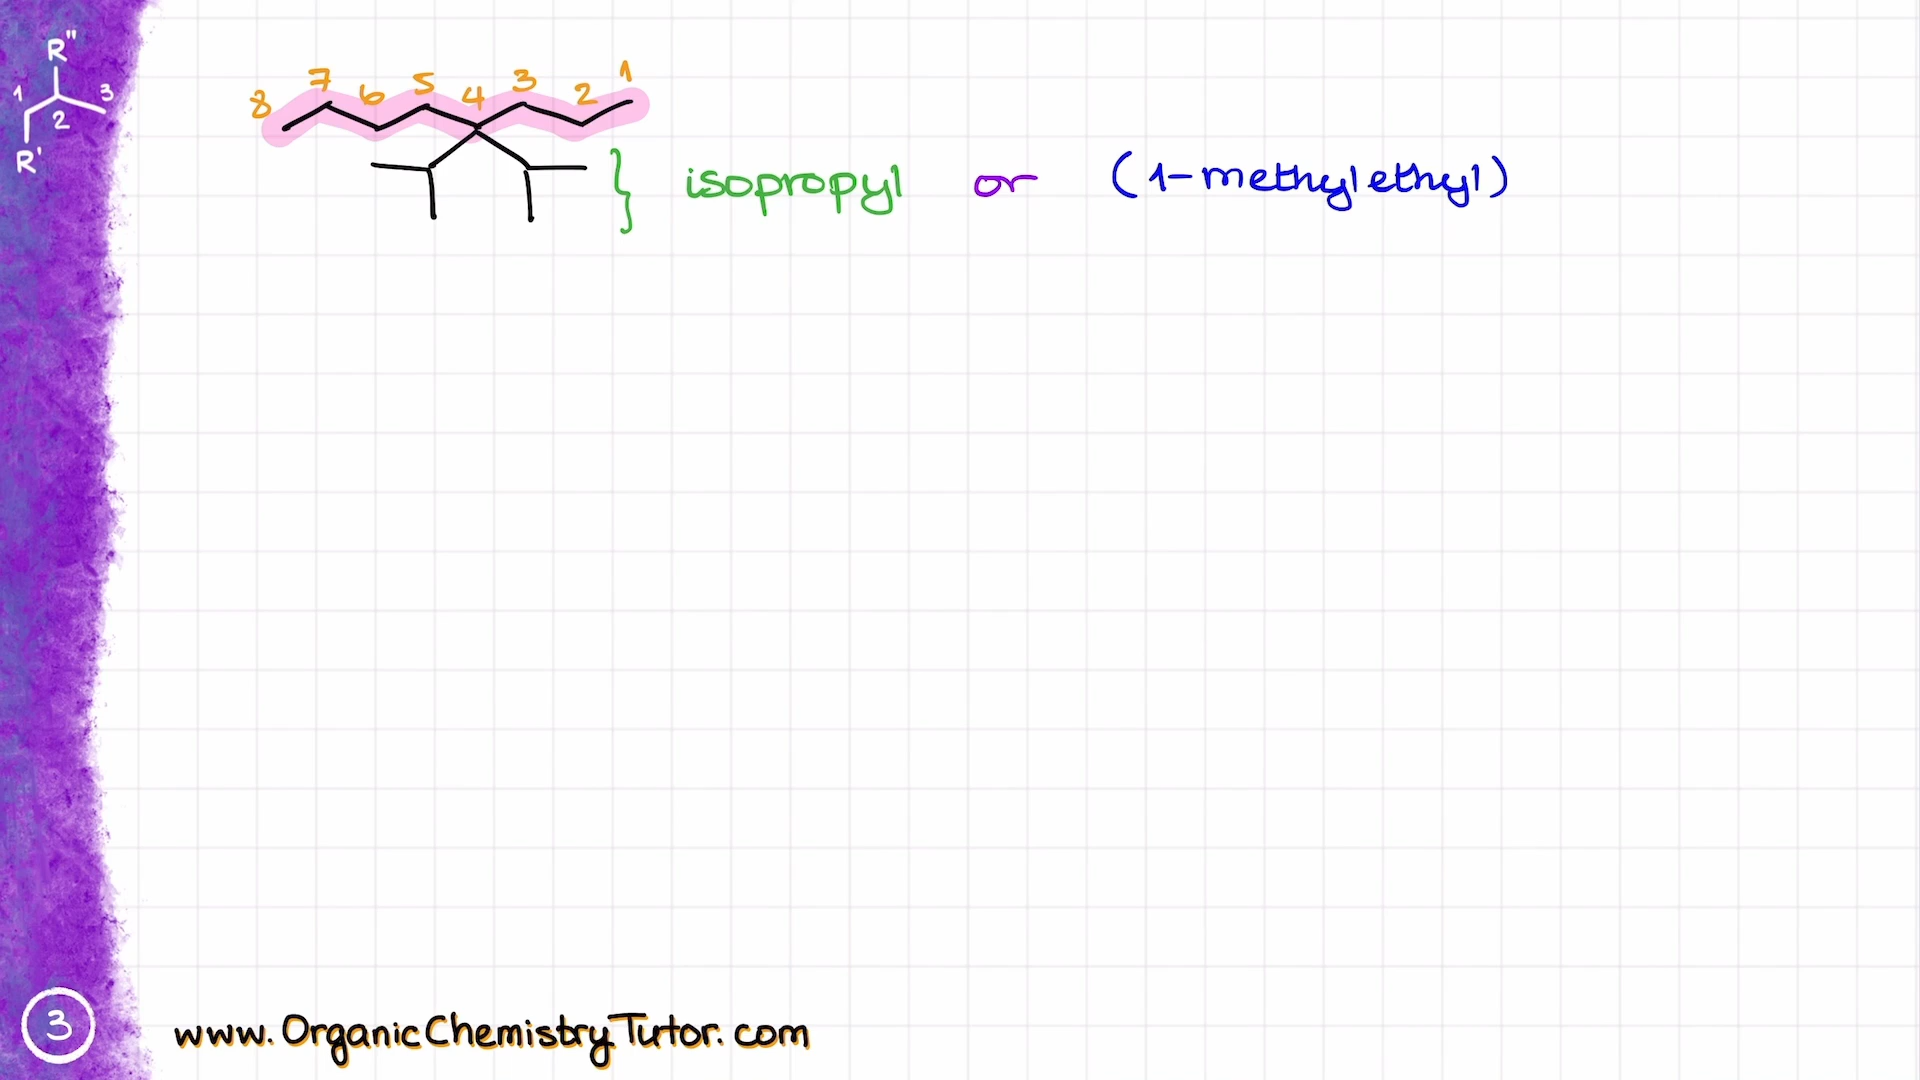 R"
1 3
2
R'
8 7 6 5 4 3 2 1
isopropyl or (1-methylethyl)
3
www.OrganicChemistryTutor.com